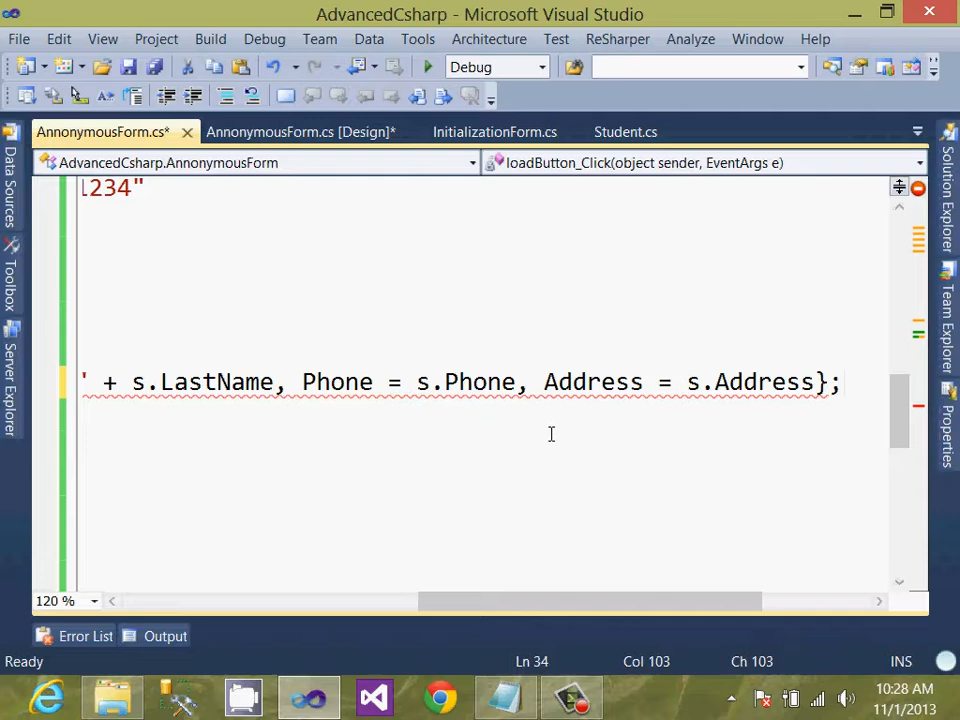 AdvancedCsharp - Microsoft Visual Studio
File Edit View Project Build Debug Team Data Tools Architecture Test ReSharper Analyze Window Help
Debug
AnnonymousForm.cs* AnnonymousForm.cs [Design]* InitializationForm.cs Student.cs
AdvancedCsharp.AnnonymousForm loadButton_Click(object sender, EventArgs e)
1234"
' + s.LastName, Phone = s.Phone, Address = s.Address};
Data Sources
Toolbox
Server Explorer
Solution Explorer
Team Explorer
Properties
120 %
Error List Output
Ready Ln 34 Col 103 Ch 103 INS
10:28 AM
11/1/2013